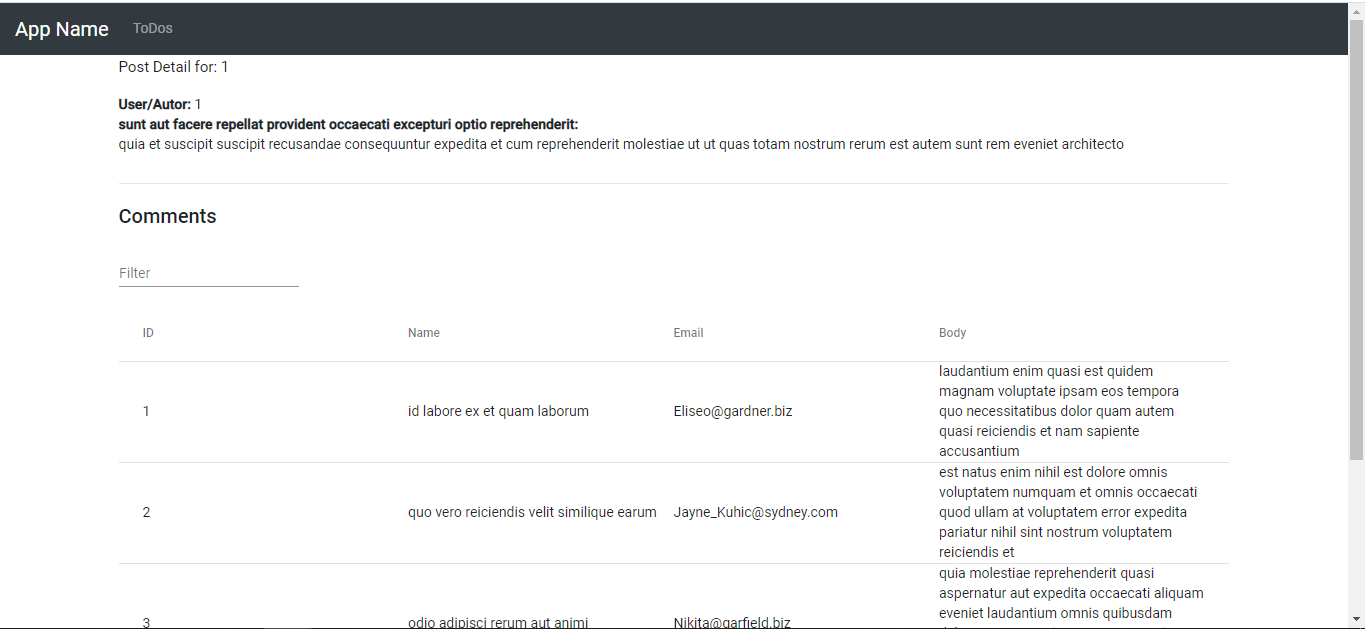 App Name ToDos
Post Detail for: 1
User/Autor: 1
sunt aut facere repellat provident occaecati excepturi optio reprehenderit:
quia et suscipit suscipit recusandae consequuntur expedita et cum reprehenderit molestiae ut ut quas totam nostrum rerum est autem sunt rem eveniet architecto
Comments
Filter
ID Name Email Body
laudantium enim quasi est quidem
magnam voluptate ipsam eos tempora
1 id labore ex et quam laborum Eliseo@gardner.biz quo necessitatibus dolor quam autem
quasi reiciendis et nam sapiente
accusantium
est natus enim nihil est dolore omnis
voluptatem numquam et omnis occaecati
2 quo vero reiciendis velit similique earum Jayne_Kuhic@sydney.com quod ullam at voluptatem error expedita
pariatur nihil sint nostrum voluptatem
reiciendis et
quia molestiae reprehenderit quasi
aspernatur aut expedita occaecati aliquam
eveniet laudantium omnis quibusdam
3 odio adipisci rerum aut animi Nikita@garfield.biz